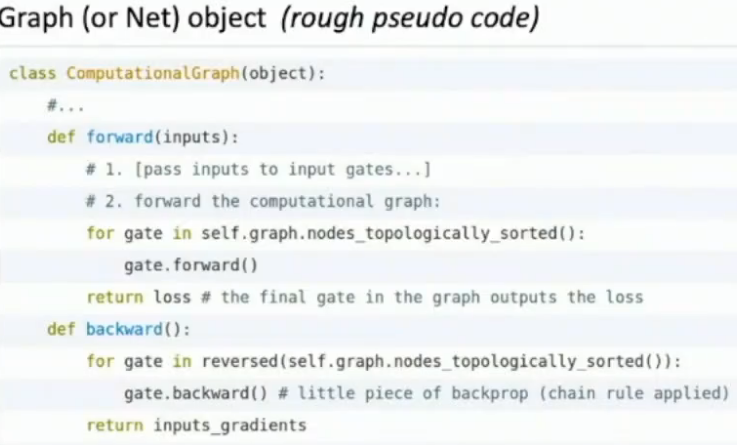 Graph (or Net) object (rough pseudo code)
class ComputationalGraph(object):
    #...
    def forward(inputs):
        # 1. [pass inputs to input gates...]
        # 2. forward the computational graph:
        for gate in self.graph.nodes_topologically_sorted():
            gate.forward()
        return loss # the final gate in the graph outputs the loss
    def backward():
        for gate in reversed(self.graph.nodes_topologically_sorted()):
            gate.backward() # little piece of backprop (chain rule applied)
        return inputs_gradients